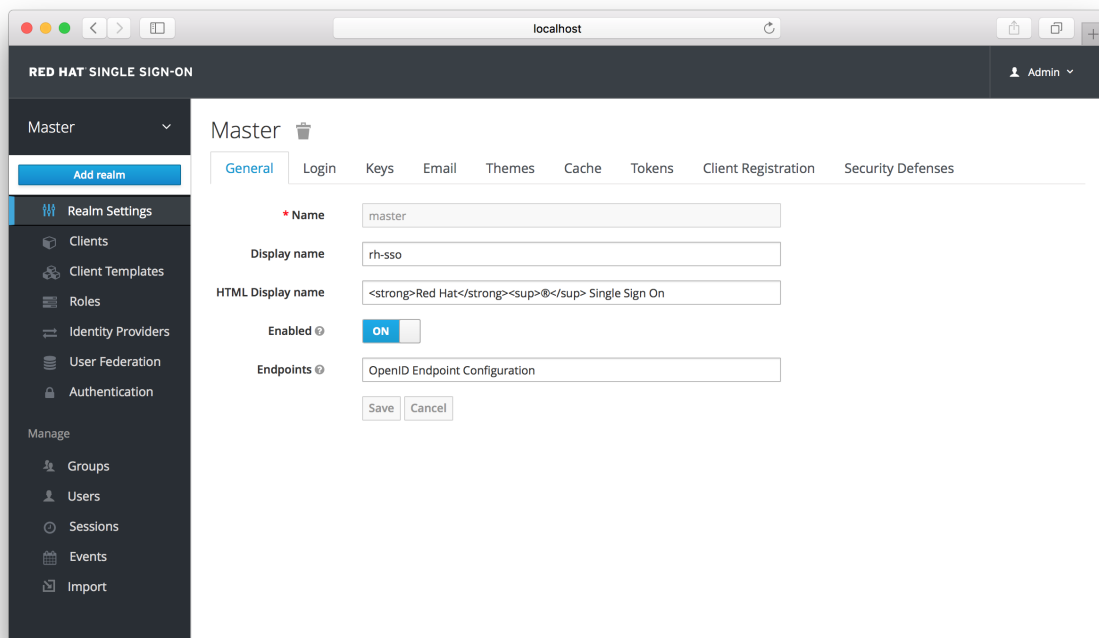 localhost
RED HAT SINGLE SIGN-ON
Admin
Master
Add realm
Realm Settings
Clients
Client Templates
Roles
Identity Providers
User Federation
Authentication
Manage
Groups
Users
Sessions
Events
Import
Master
General Login Keys Email Themes Cache Tokens Client Registration Security Defenses
* Name master
Display name rh-sso
HTML Display name <strong>Red Hat</strong><sup>®</sup> Single Sign On
Enabled ON
Endpoints OpenID Endpoint Configuration
Save Cancel